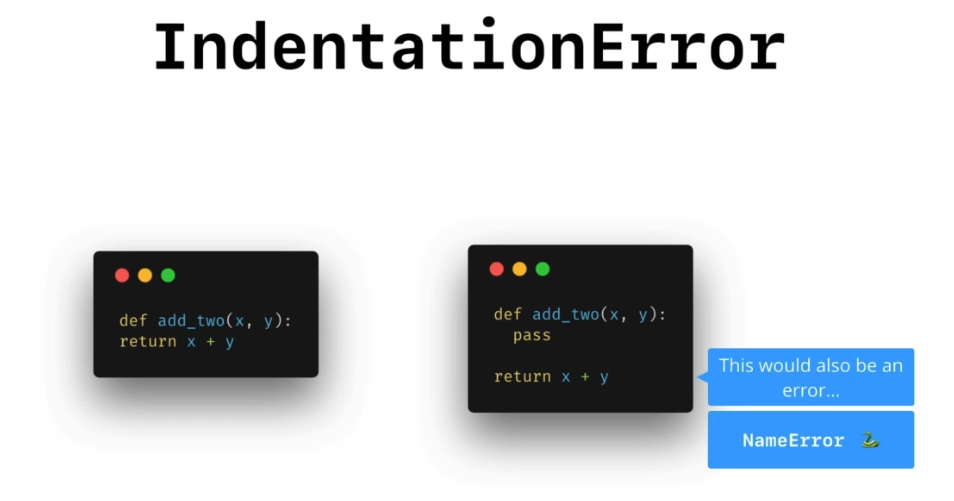 IndentationError
def add_two(x, y):
return x + y
def add_two(x, y):
  pass
return x + y
This would also be an
error...
NameError 🐍